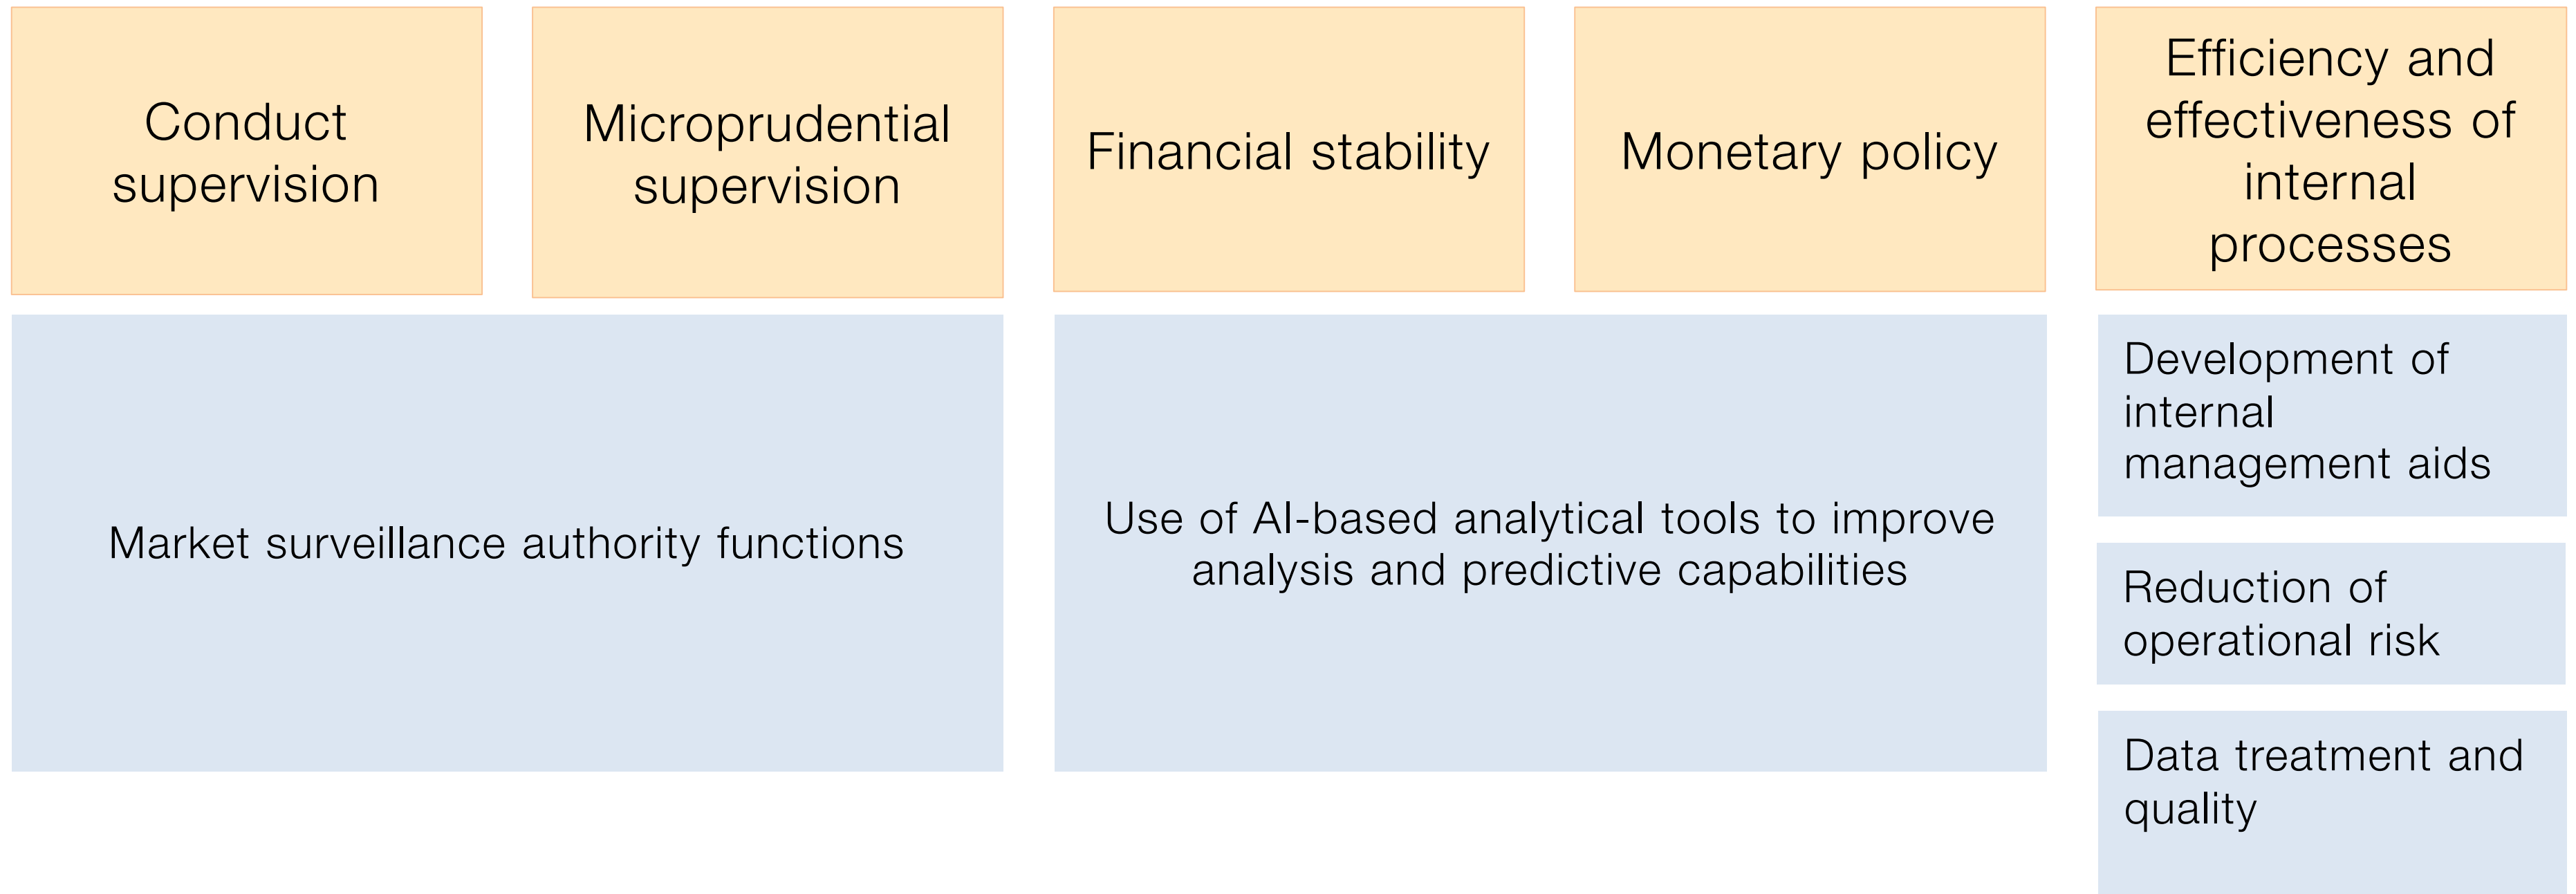 Conduct
supervision
Microprudential
supervision
Financial stability
Monetary policy
Efficiency and
effectiveness of
internal
processes
Market surveillance authority functions
Use of AI-based analytical tools to improve
analysis and predictive capabilities
Development of
internal
management aids
Reduction of
operational risk
Data treatment and
quality